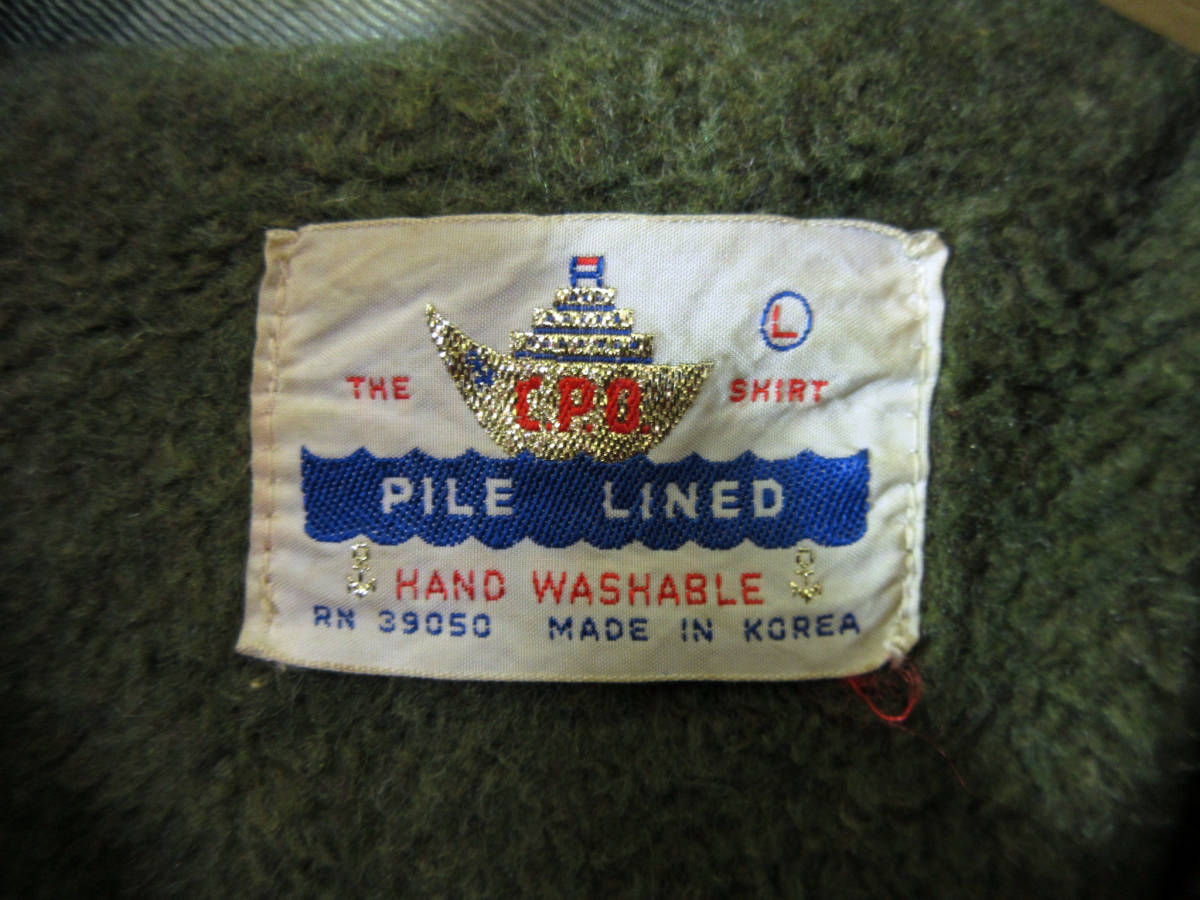 L
THE C.P.O. SHIRT
PILE LINED
HAND WASHABLE
RN 39050 MADE IN KOREA